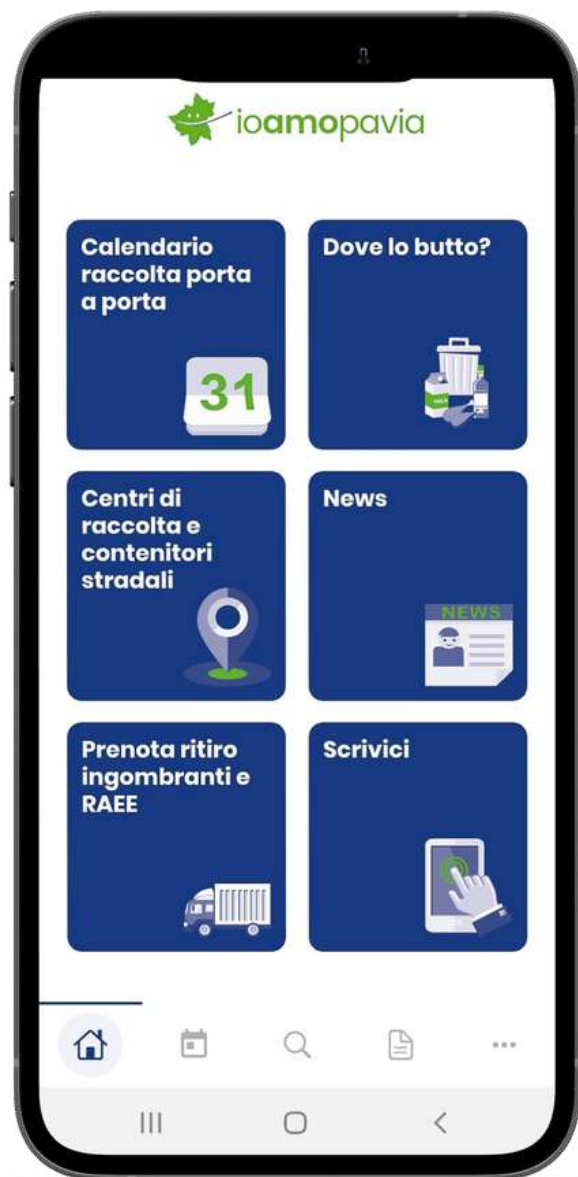 ioamopavia
Calendario
raccolta porta
a porta
31
Dove lo butto?
MILK
Centri di
raccolta e
contenitori
stradali
News
NEWS
Prenota ritiro
ingombranti e
RAEE
Scrivici